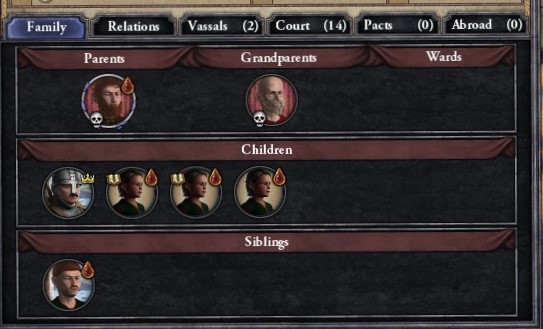 Family Relations Vassals (2) Court (14) Pacts (0) Abroad (0)
Parents Grandparents Wards
Children
Siblings